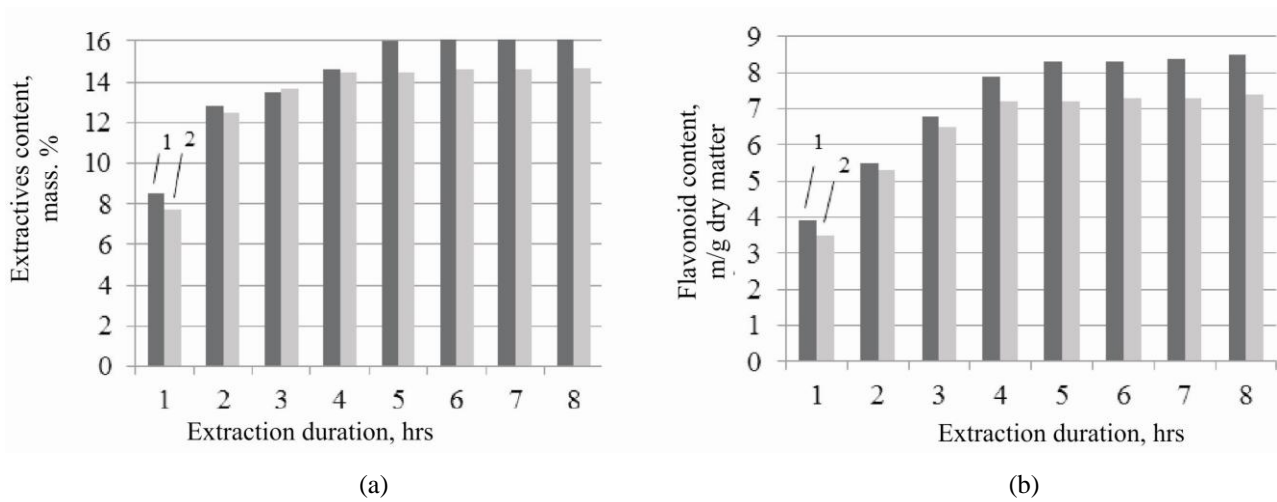 Extractives content,
mass. %
16
14
12
10
8
6
4
2
0
1
2
1 2 3 4 5 6 7 8
Extraction duration, hrs
(a)
Flavonoid content,
m/g dry matter
9
8
7
6
5
4
3
2
1
0
1
2
1 2 3 4 5 6 7 8
Extraction duration, hrs
(b)